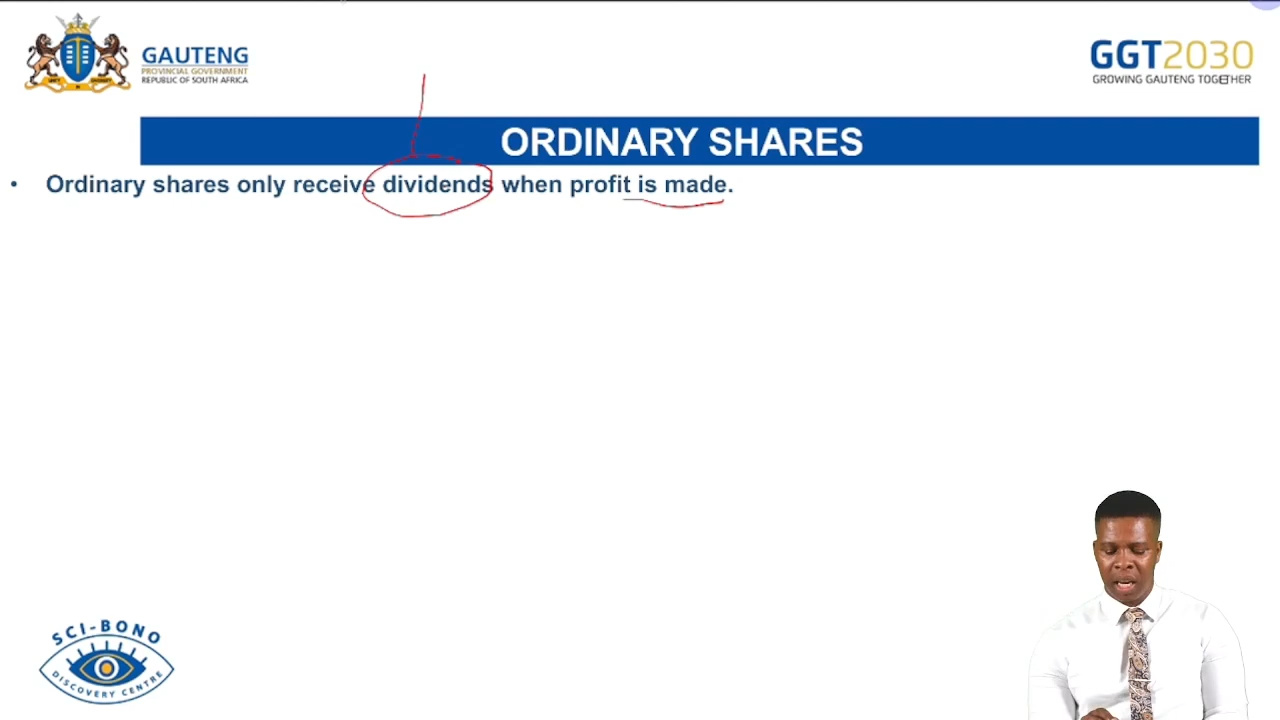 GAUTENG
PROVINCIAL GOVERNMENT
REPUBLIC OF SOUTH AFRICA
GGT2030
GROWING GAUTENG TOGETHER
ORDINARY SHARES
• Ordinary shares only receive dividends when profit is made.
SCI-BONO
DISCOVERY CENTRE